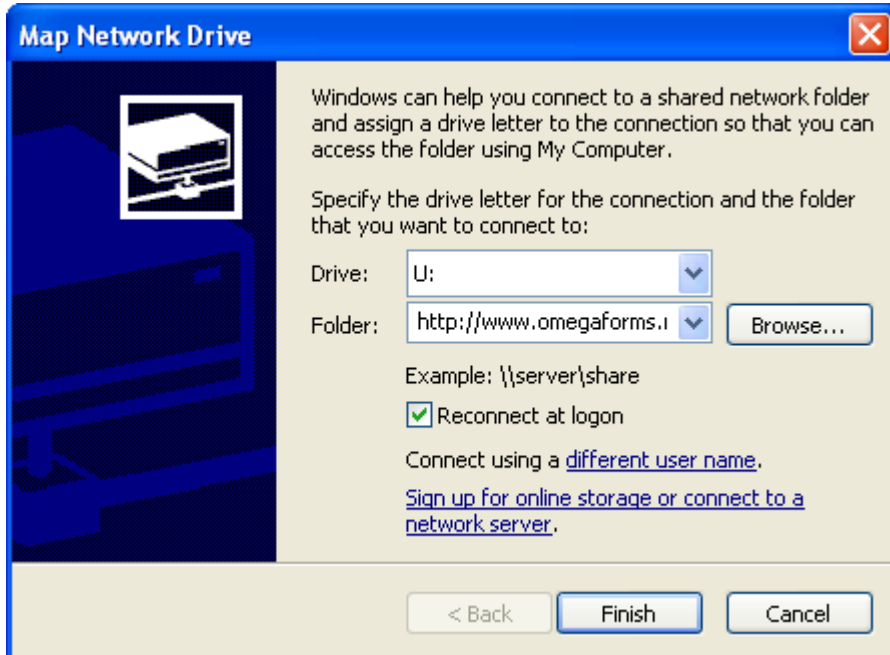 Map Network Drive
Windows can help you connect to a shared network folder
and assign a drive letter to the connection so that you can
access the folder using My Computer.
Specify the drive letter for the connection and the folder
that you want to connect to:
Drive: U:
Folder: http://www.omegaforms. Browse...
Example: \\server\share
Reconnect at logon
Connect using a different user name.
Sign up for online storage or connect to a
network server.
< Back Finish Cancel